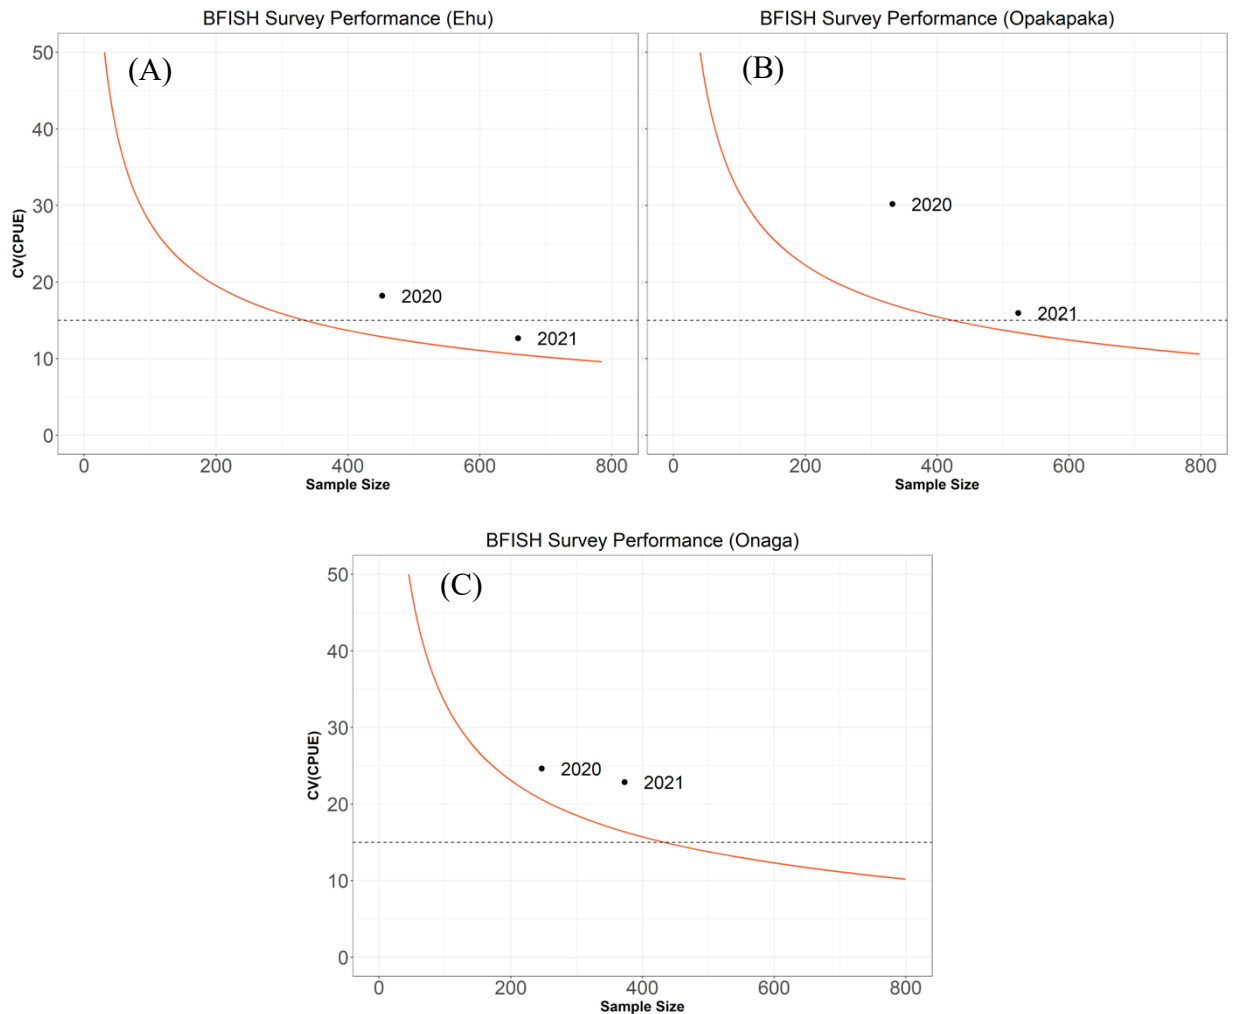 BFISH Survey Performance (Ehu)
(A)
CV(CPUE)
50
40
30
20
10
0
2020
2021
0 200 400 600 800
Sample Size
BFISH Survey Performance (Opakapaka)
(B)
2020
2021
0 200 400 600 800
Sample Size
BFISH Survey Performance (Onaga)
(C)
CV(CPUE)
50
40
30
20
10
0
2020
2021
0 200 400 600 800
Sample Size